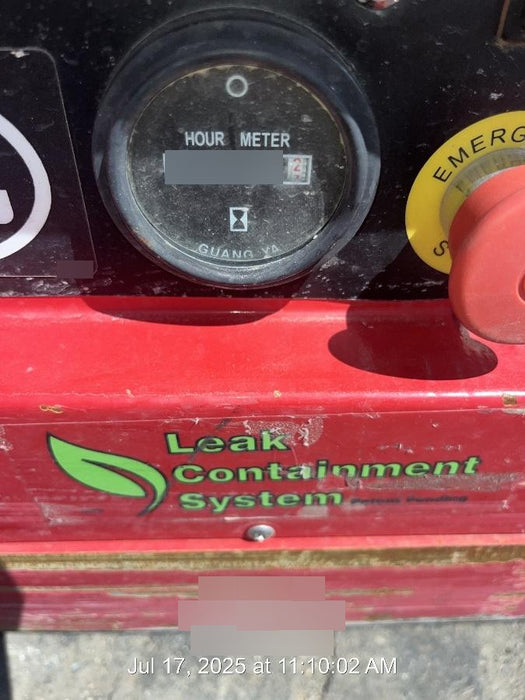 HOUR METER
2
GUANG YA
EMERG
S
Leak
Containment
System Patent Pending
Jul 17, 2025 at 11:10:02 AM